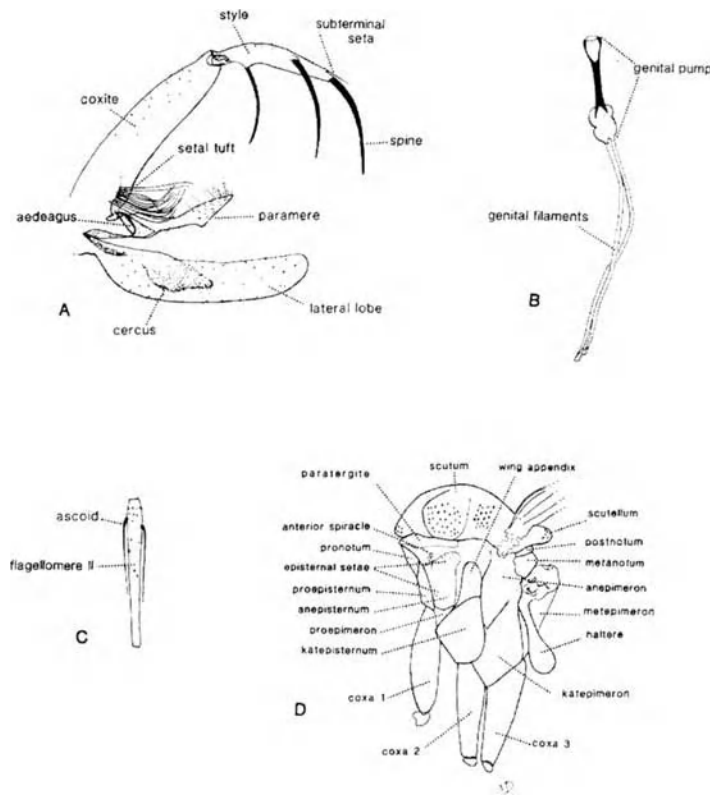 style
subterminal
seta
coxite
setal tuft
spine
aedeagus
paramere
lateral lobe
cercus
A
genital pump
genital filaments
B
ascoid
flagellomere II
C
paratergite
scutum
wing appendix
anterior spiracle
pronotum
episternal setae
proepisternum
anepisternum
proepimeron
katepisternum
coxa 1
coxa 2
coxa 3
scutellum
postnotum
metanotum
anepimeron
metepimeron
haltere
katepimeron
D